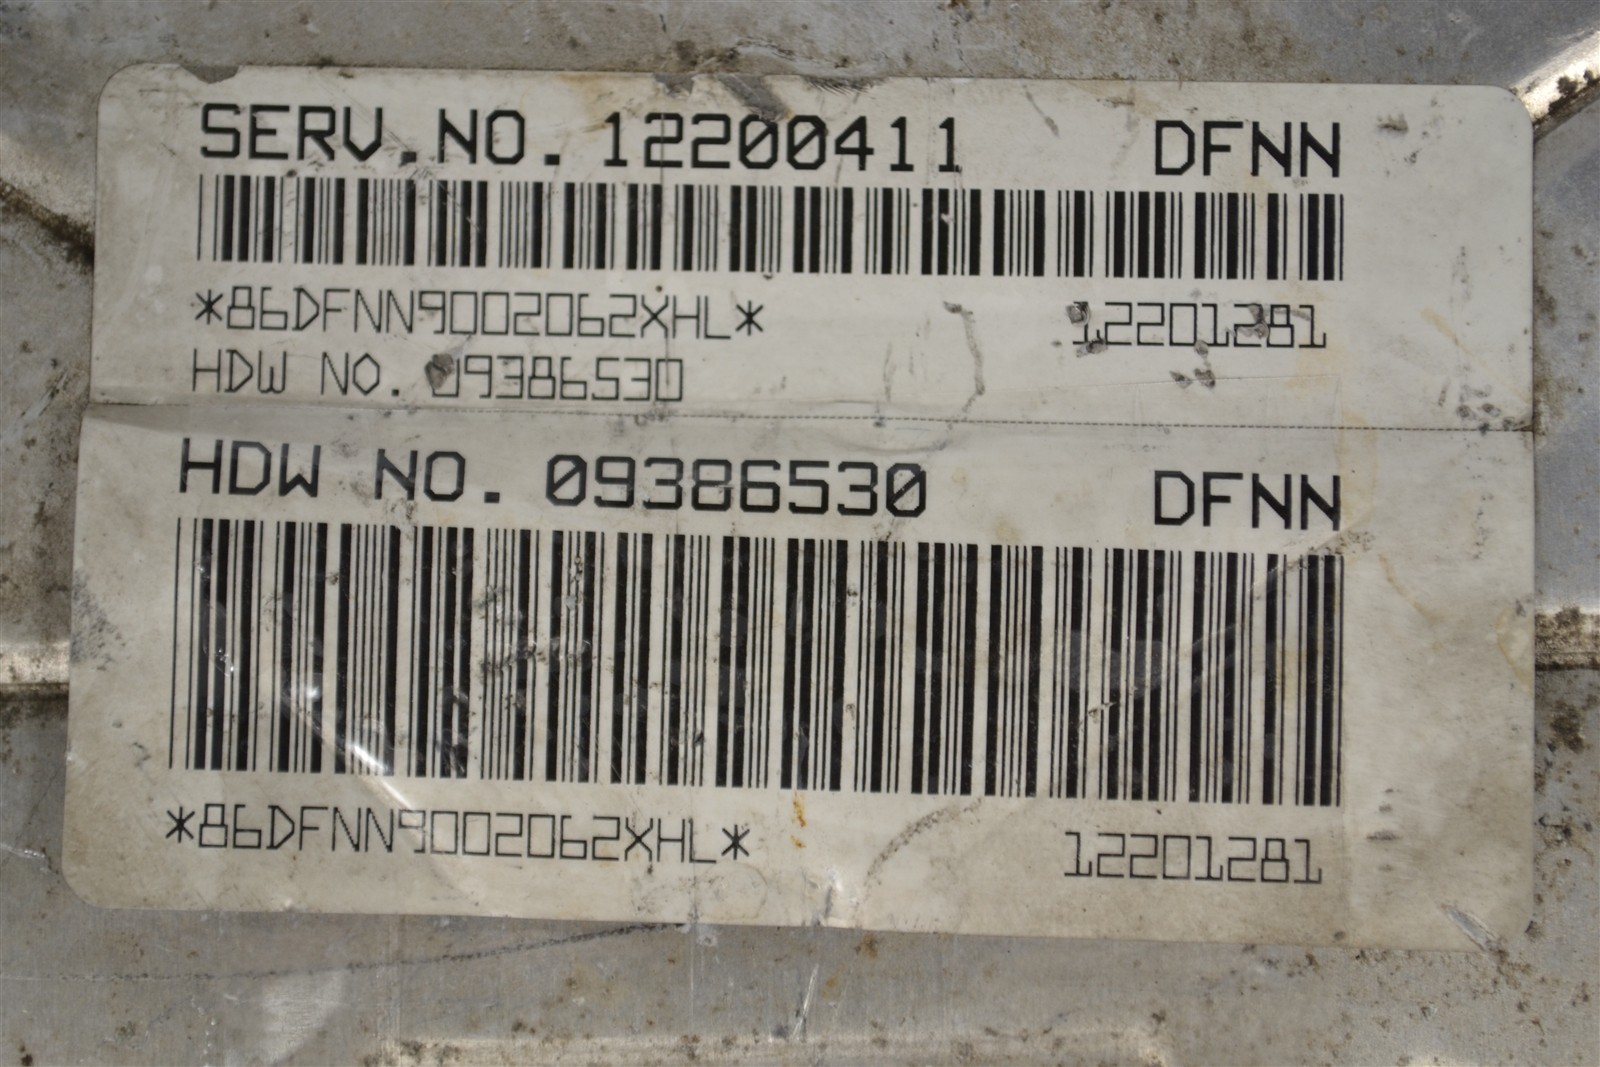 SERV.NO.12200411 DFNN
*86DFNN9002062XHL* 12201281
HDW NO. 09386530
HDW NO. 09386530 DFNN
*86DFNN9002062XHL* 12201281